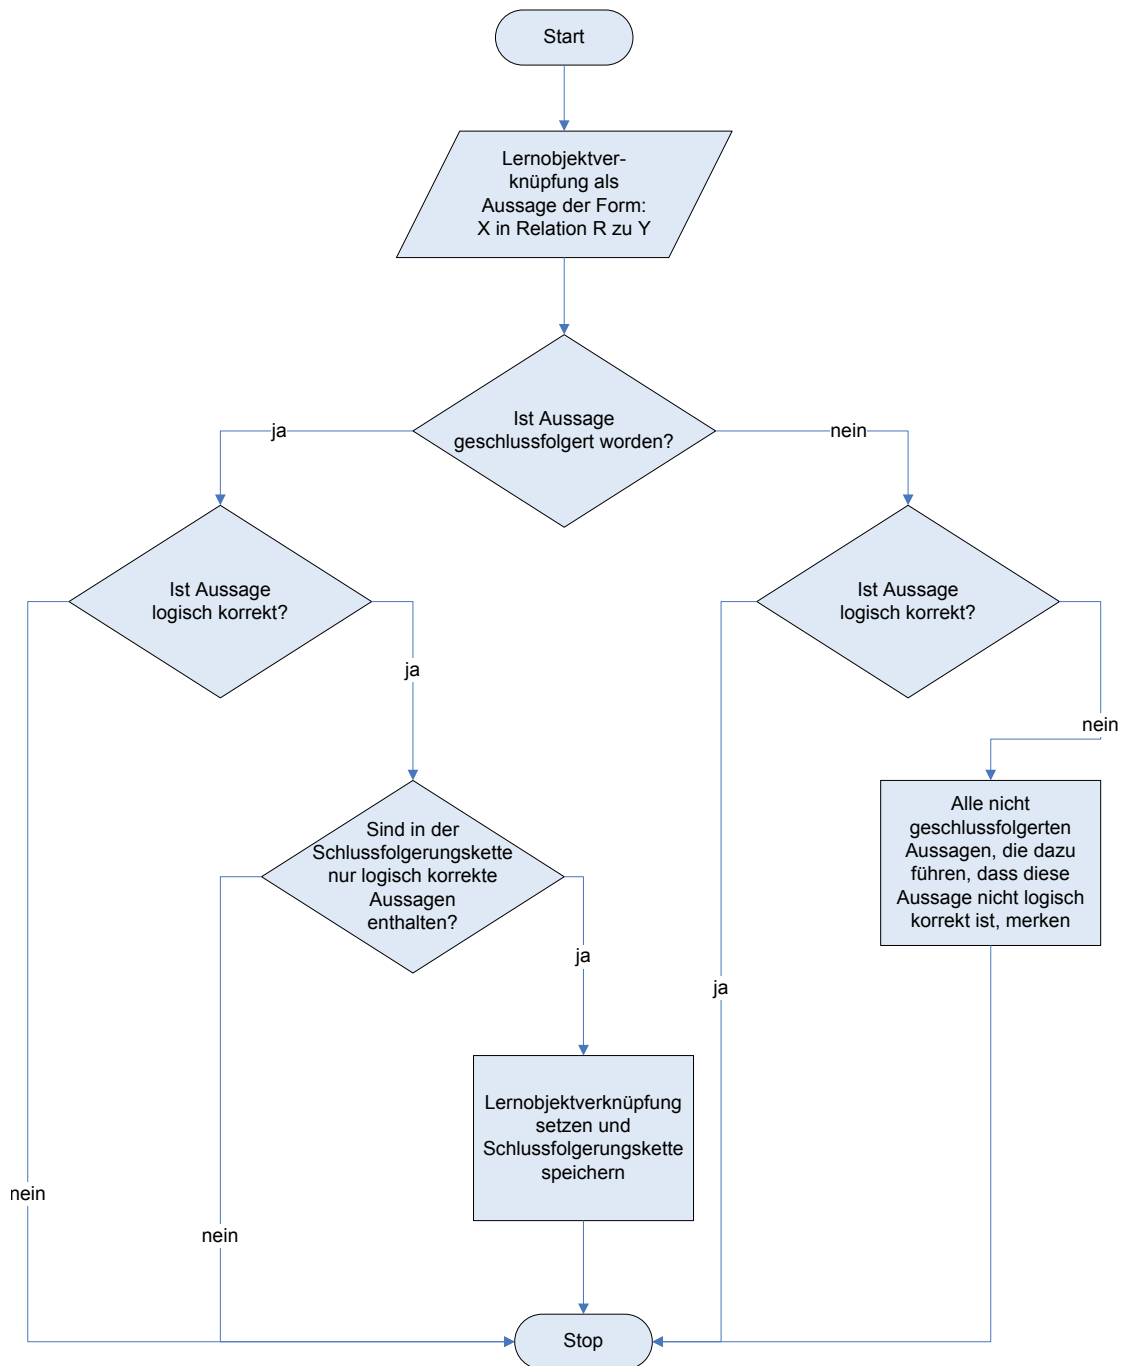 Start
Lernobjektver-
knüpfung als
Aussage der Form:
X in Relation R zu Y
Ist Aussage
geschlussfolgert worden?
ja
nein
Ist Aussage
logisch korrekt?
Ist Aussage
logisch korrekt?
ja
nein
Sind in der
Schlussfolgerungskette
nur logisch korrekte
Aussagen
enthalten?
Alle nicht
geschlussfolgerten
Aussagen, die dazu
führen, dass diese
Aussage nicht logisch
korrekt ist, merken
ja
ja
Lernobjektverknüpfung
setzen und
Schlussfolgerungskette
speichern
nein
nein
Stop